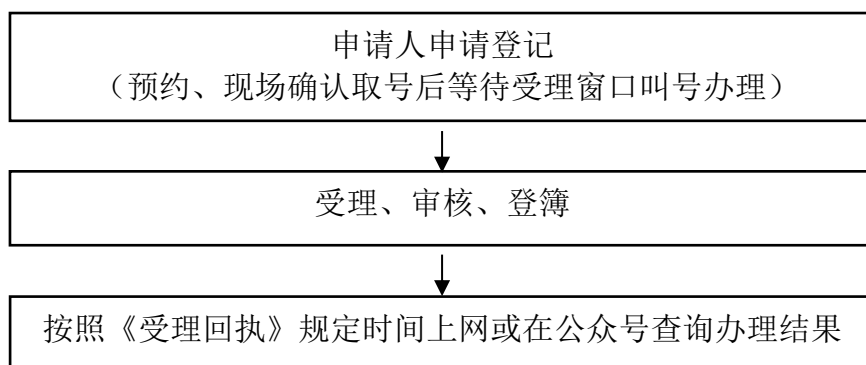 申请人申请登记
（预约、现场确认取号后等待受理窗口叫号办理）
受理、审核、登簿
按照《受理回执》规定时间上网或在公众号查询办理结果